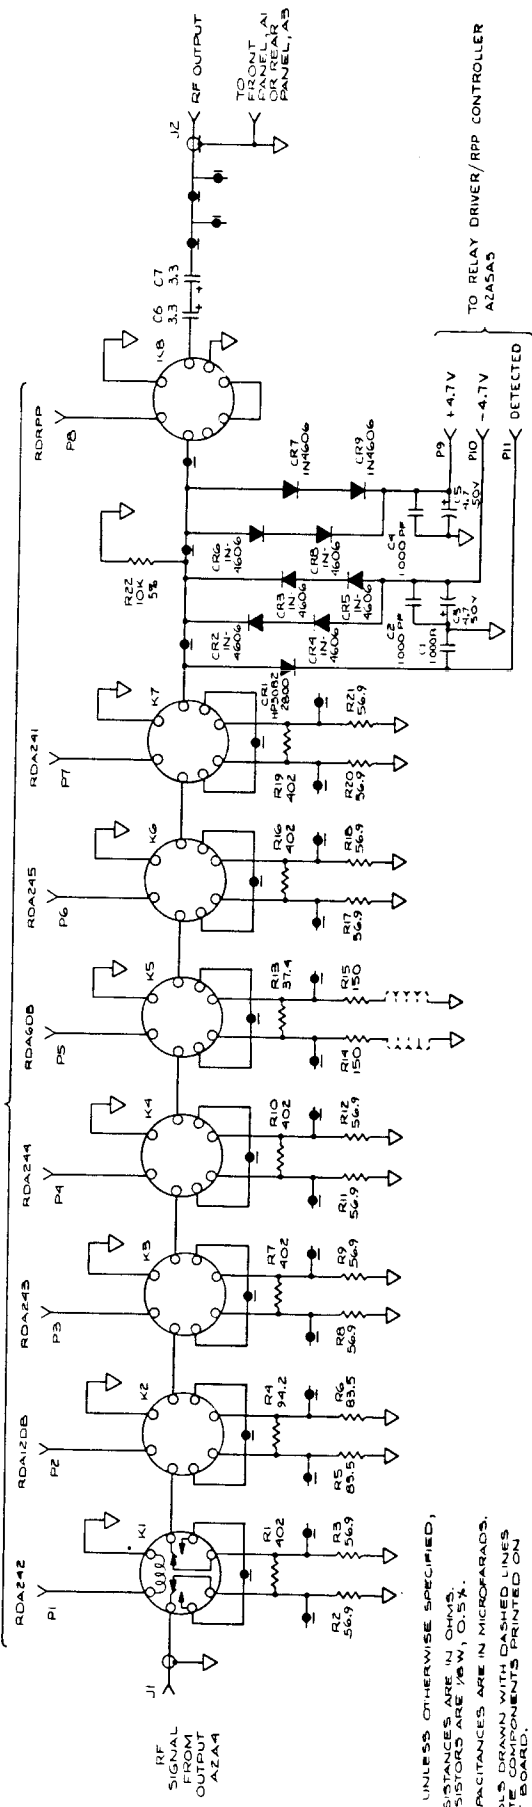 RF
SIGNAL
FROM
OUTPUT
A2A4
J1
RDA242
P1
K1
R1
402
R2
56.9
R3
56.9
RDA12DB
P2
K2
R4
94.2
R5
83.5
R6
83.5
RDA243
P3
K3
R7
402
R8
56.9
R9
56.9
RDA244
P4
K4
R10
402
R11
56.9
R12
56.9
RDA6DB
P5
K5
R13
37.4
R14
150
R15
150
RDA245
P6
K6
R16
402
R17
56.9
R18
56.9
RDA241
P7
K7
R19
402
R20
56.9
R21
56.9
R22
10K
5%
CR1
HP5082
2800
CR2
IN-
4606
CR3
IN-
4606
CR4
IN-
4606
CR5
IN-
4606
CR6
IN-
4606
CR8
IN-
4606
CR7
1N4606
CR9
1N4606
C2
1000PF
C1
C3
4.7
50V
C4
1000PF
C5
4.7
50V
RDRPP
P8
K8
C6
3.3
+
C7
3.3
+
J2
RF OUTPUT
TO
FRONT
PANEL, A1
OR REAR
PANEL, A3
P9
+4.7V
P10
-4.7V
P11
DETECTED
TO RELAY DRIVER/RPP CONTROLLER
A2A5A5
UNLESS OTHERWISE SPECIFIED,
SISTANCES ARE IN OHMS.
SISTORS ARE 1/8W, 0.5%.
PACITANCES ARE IN MICROFARADS.
OLS DRAWN WITH DASHED LINES
TE COMPONENTS PRINTED ON
BOARD.